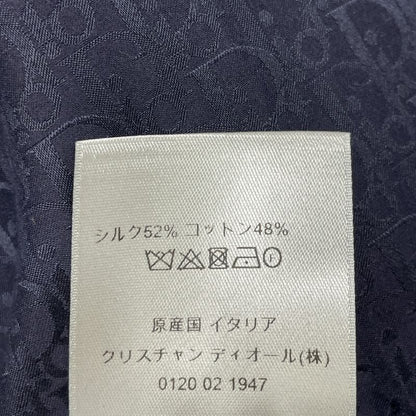 シルク52% コットン48%
F
原産国 イタリア
クリスチャン ディオール(株)
0120 02 1947